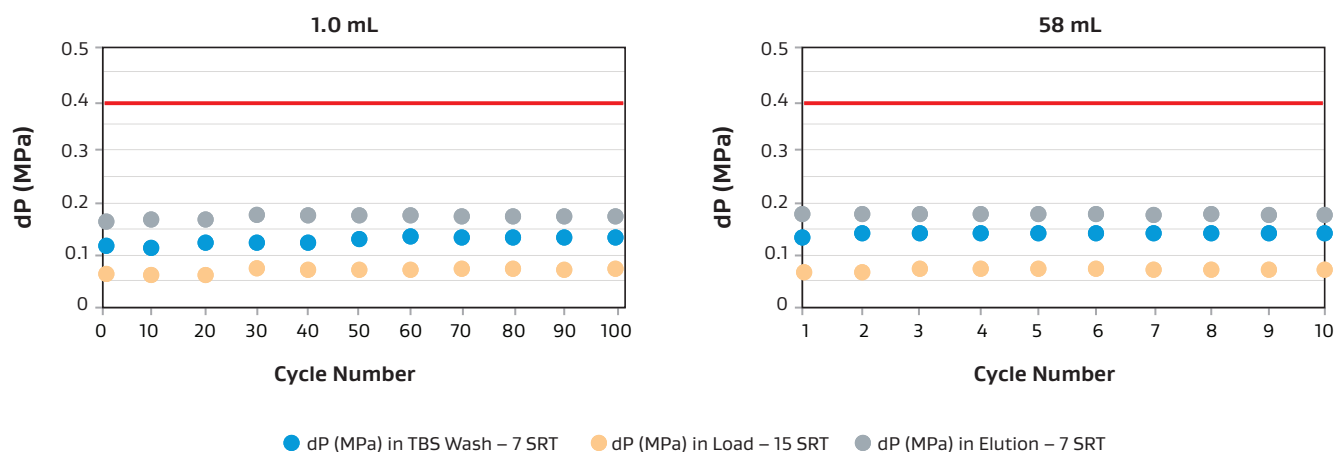 1.0 mL
0.5
0.4
0.3
0.2
0.1
0
dP (MPa)
0 10 20 30 40 50 60 70 80 90 100
Cycle Number
58 mL
0.5
0.4
0.3
0.2
0.1
0
dP (MPa)
1 2 3 4 5 6 7 8 9 10
Cycle Number
dP (MPa) in TBS Wash – 7 SRT dP (MPa) in Load – 15 SRT dP (MPa) in Elution – 7 SRT